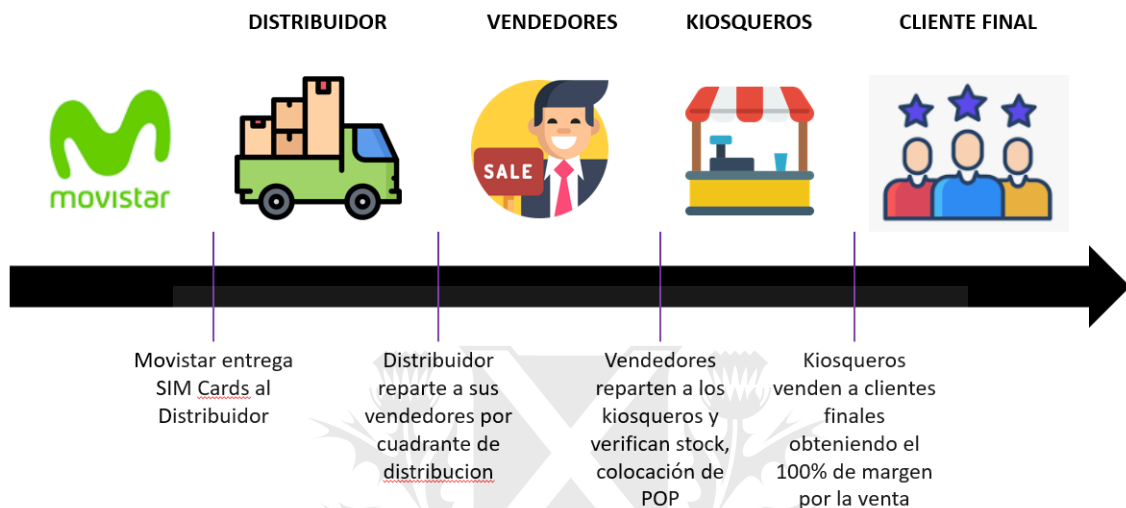 DISTRIBUIDOR
VENDEDORES
KIOSQUEROS
CLIENTE FINAL
movistar
SALE
Movistar entrega
SIM Cards al
Distribuidor
Distribuidor
reparte a sus
vendedores por
cuadrante de
distribucion
Vendedores
reparten a los
kiosqueros y
verifican stock,
colocación de
POP
Kiosqueros
venden a clientes
finales
obteniendo el
100% de margen
por la venta